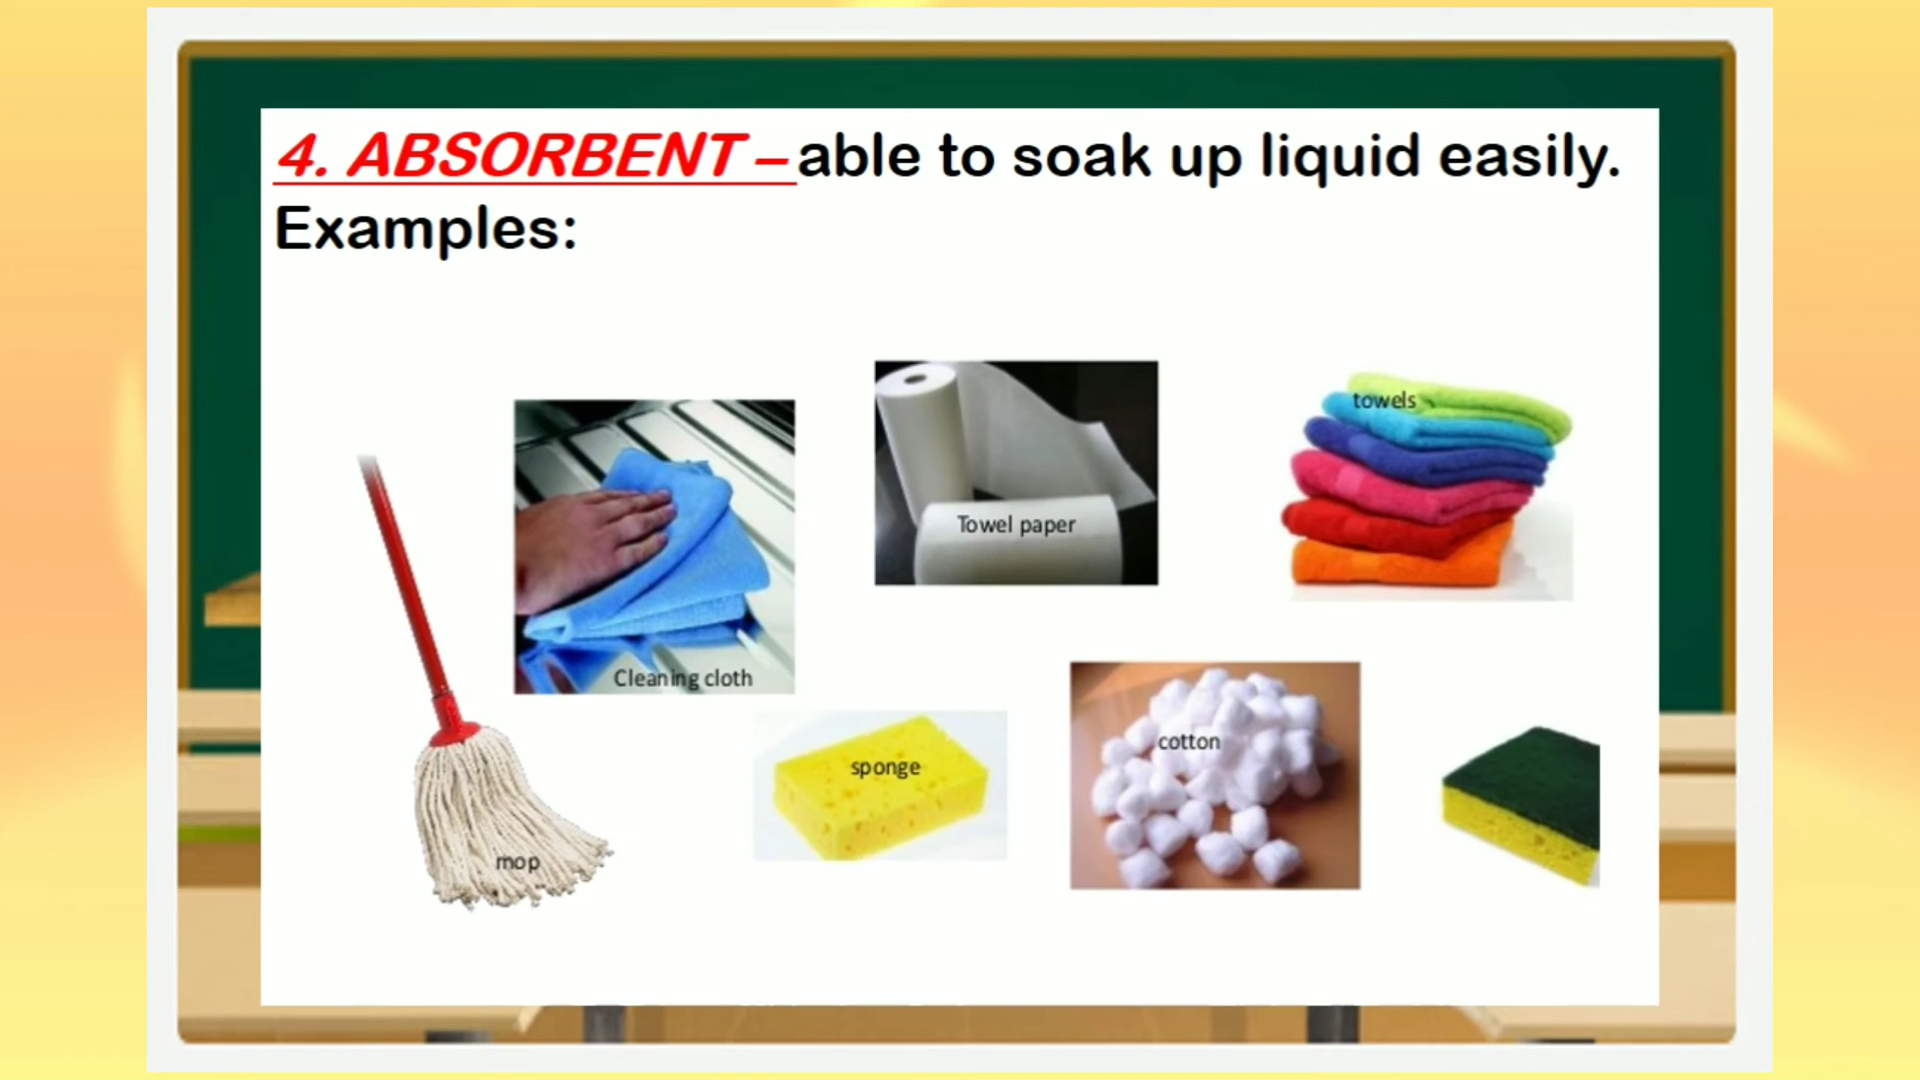 4. ABSORBENT – able to soak up liquid easily.
Examples:
towels
Towel paper
Cleaning cloth
cotton
sponge
mop